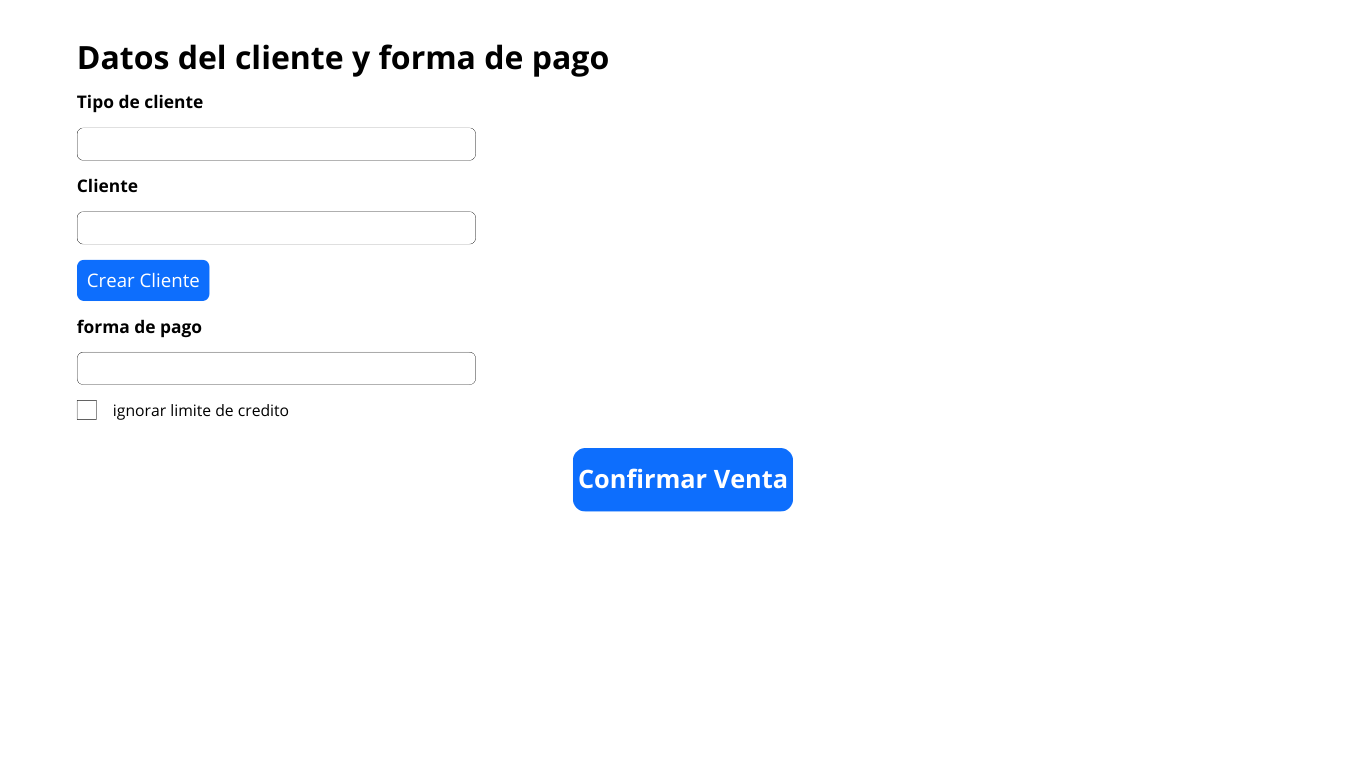 Datos del cliente y forma de pago
Tipo de cliente
Cliente
Crear Cliente
forma de pago
ignorar limite de credito
Confirmar Venta